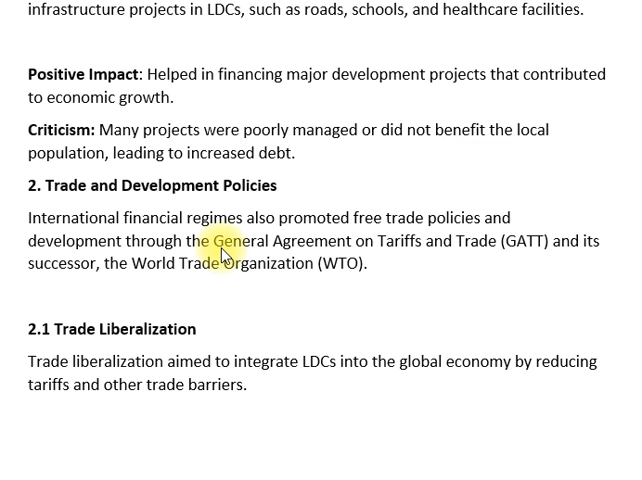 infrastructure projects in LDCs, such as roads, schools, and healthcare facilities.
Positive Impact: Helped in financing major development projects that contributed
to economic growth.
Criticism: Many projects were poorly managed or did not benefit the local
population, leading to increased debt.
2. Trade and Development Policies
International financial regimes also promoted free trade policies and
development through the General Agreement on Tariffs and Trade (GATT) and its
successor, the World Trade Organization (WTO).
2.1 Trade Liberalization
Trade liberalization aimed to integrate LDCs into the global economy by reducing
tariffs and other trade barriers.